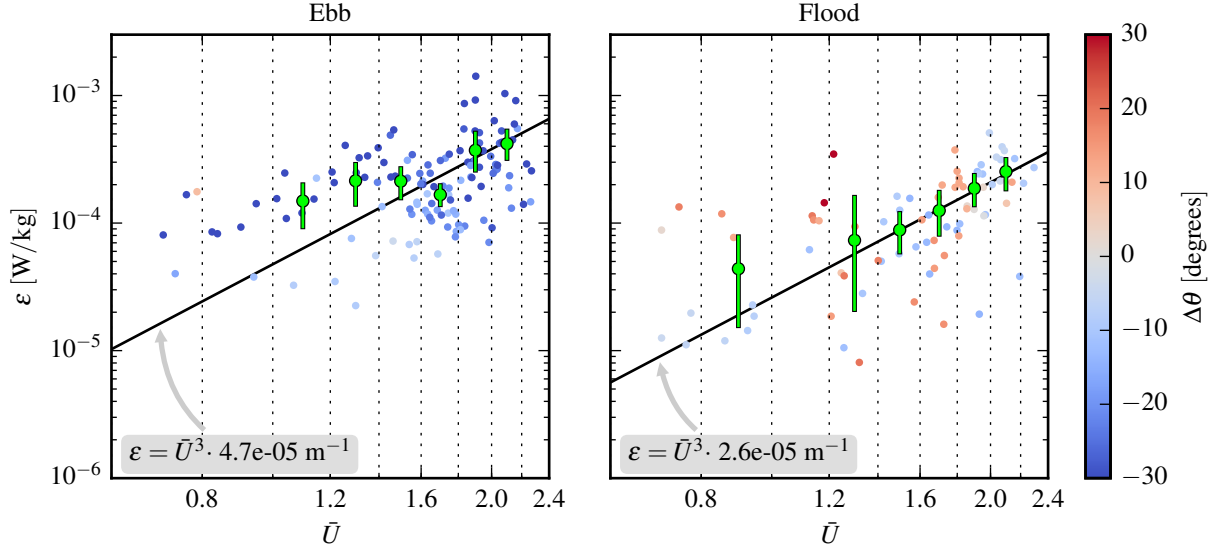 Ebb
Flood
10⁻³
10⁻⁴
10⁻⁵
10⁻⁶
ε [W/kg]
ε = Ū³ · 4.7e-05 m⁻¹
0.8 1.2 1.6 2.0 2.4
Ū
ε = Ū³ · 2.6e-05 m⁻¹
0.8 1.2 1.6 2.0 2.4
Ū
30
20
10
0
−10
−20
−30
Δθ [degrees]